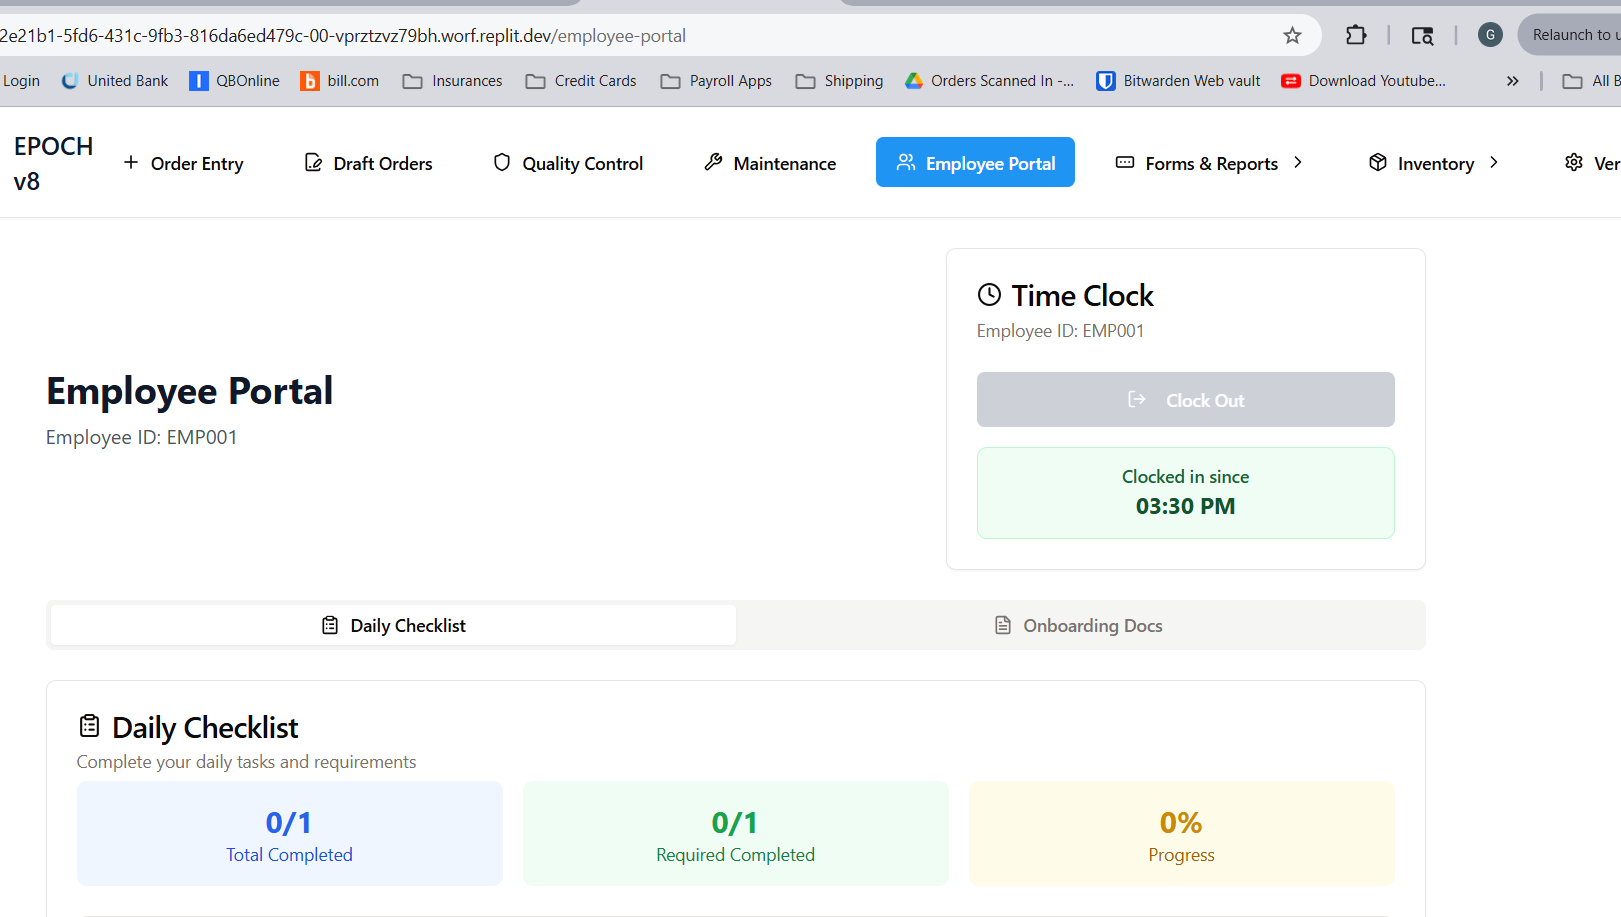 2e21b1-5fd6-431c-9fb3-816da6ed479c-00-vprztzvz79bh.worf.replit.dev/employee-portal
G
Relaunch to u
Login
United Bank
QBOnline
bill.com
Insurances
Credit Cards
Payroll Apps
Shipping
Orders Scanned In -...
Bitwarden Web vault
Download Youtube...
All B
EPOCH
v8
Order Entry
Draft Orders
Quality Control
Maintenance
Employee Portal
Forms & Reports
Inventory
Ver
Time Clock
Employee ID: EMP001
Clock Out
Clocked in since
03:30 PM
Employee Portal
Employee ID: EMP001
Daily Checklist
Onboarding Docs
Daily Checklist
Complete your daily tasks and requirements
0/1
Total Completed
0/1
Required Completed
0%
Progress